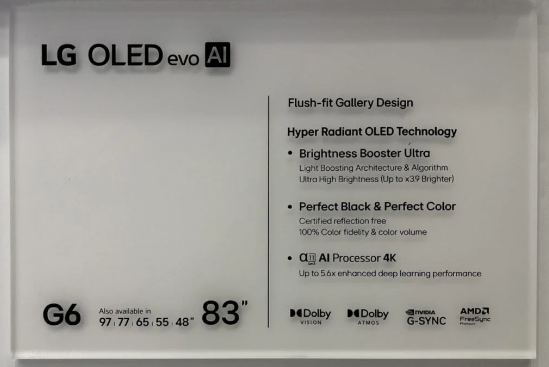 LG OLED evo AI
Flush-fit Gallery Design
Hyper Radiant OLED Technology
• Brightness Booster Ultra
Light Boosting Architecture & Algorithm
Ultra High Brightness (Up to x3.9 Brighter)
• Perfect Black & Perfect Color
Certified reflection free
100% Color fidelity & color volume
• α11 AI Processor 4K
Up to 5.6x enhanced deep learning performance
G6
Also available in
97 | 77 | 65 | 55 | 48"
83"
Dolby VISION
Dolby ATMOS
NVIDIA G-SYNC
AMD FreeSync Premium